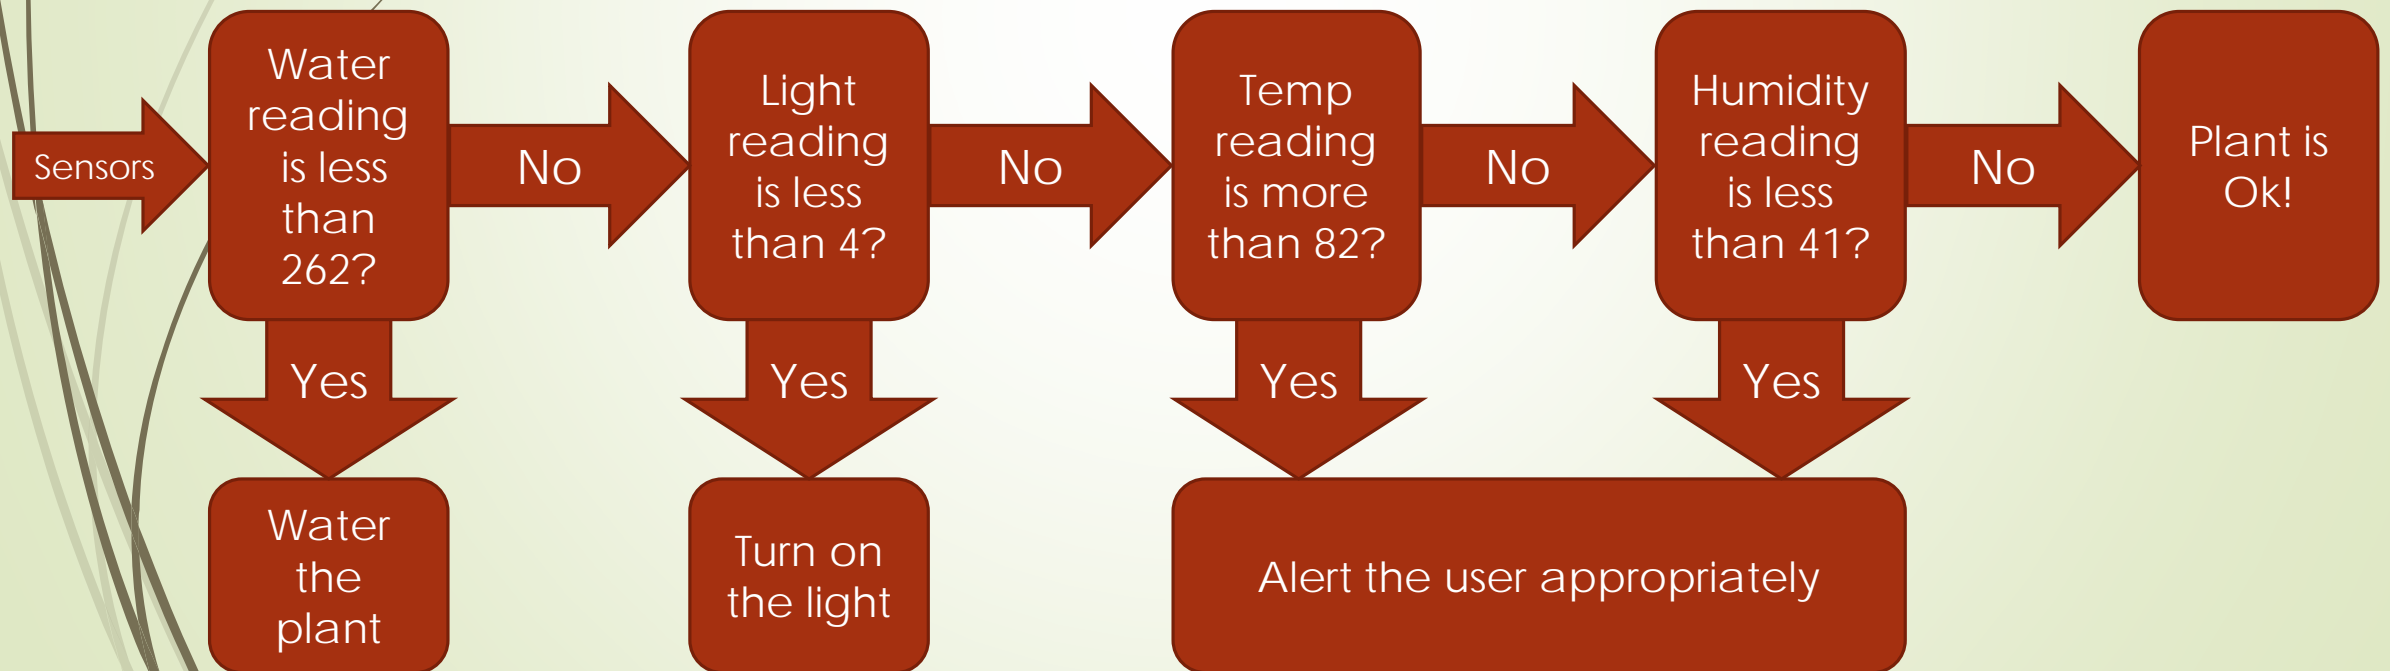 Sensors
Water
reading
is less
than
262?
No
Light
reading
is less
than 4?
No
Temp
reading
is more
than 82?
No
Humidity
reading
is less
than 41?
No
Plant is
Ok!
Yes
Yes
Yes
Yes
Water
the
plant
Turn on
the light
Alert the user appropriately